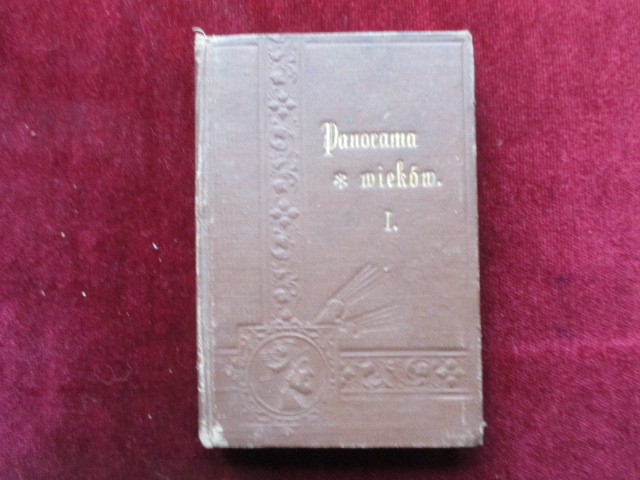 Panorama
* wieków.
I.